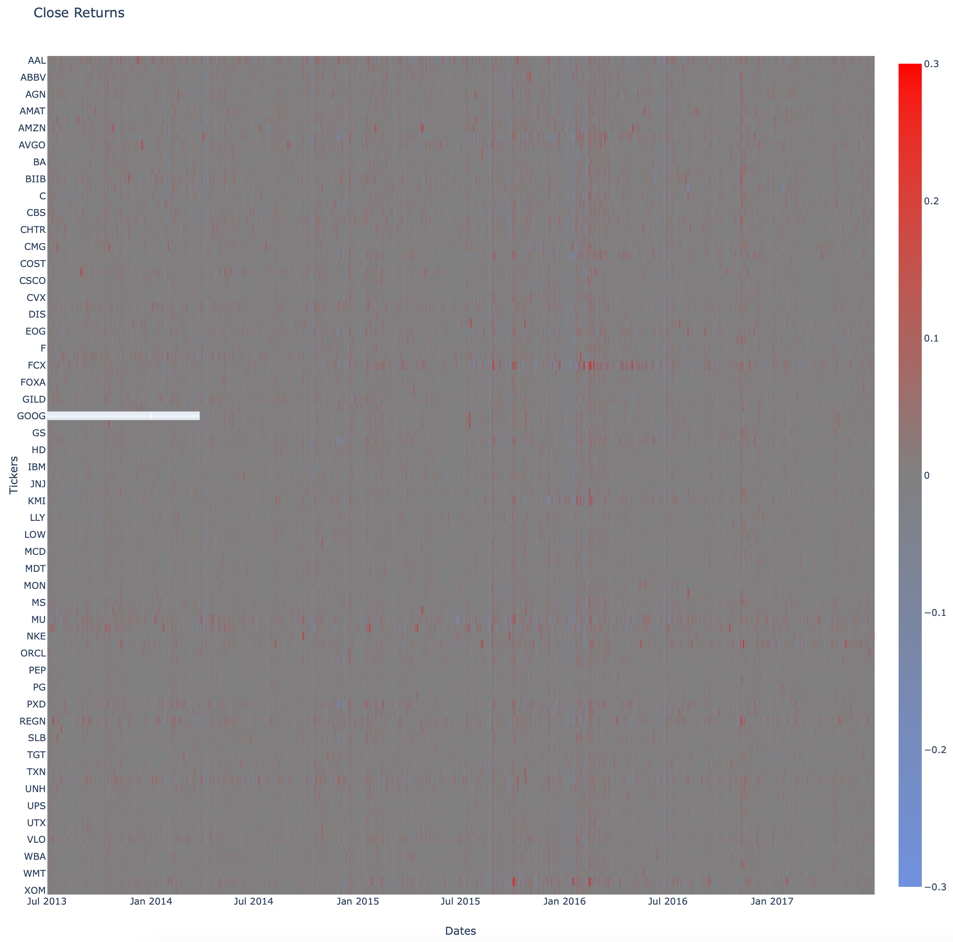 Close Returns
AAL
ABBV
AGN
AMAT
AMZN
AVGO
BA
BIIB
C
CBS
CHTR
CMG
COST
CSCO
CVX
DIS
EOG
F
FCX
FOXA
GILD
GOOG
GS
HD
IBM
JNJ
KMI
LLY
LOW
MCD
MDT
MON
MS
MU
NKE
ORCL
PEP
PG
PXD
REGN
SLB
TGT
TXN
UNH
UPS
UTX
VLO
WBA
WMT
XOM
Tickers
Jul 2013 Jan 2014 Jul 2014 Jan 2015 Jul 2015 Jan 2016 Jul 2016 Jan 2017
Dates
0.3
0.2
0.1
0
−0.1
−0.2
−0.3